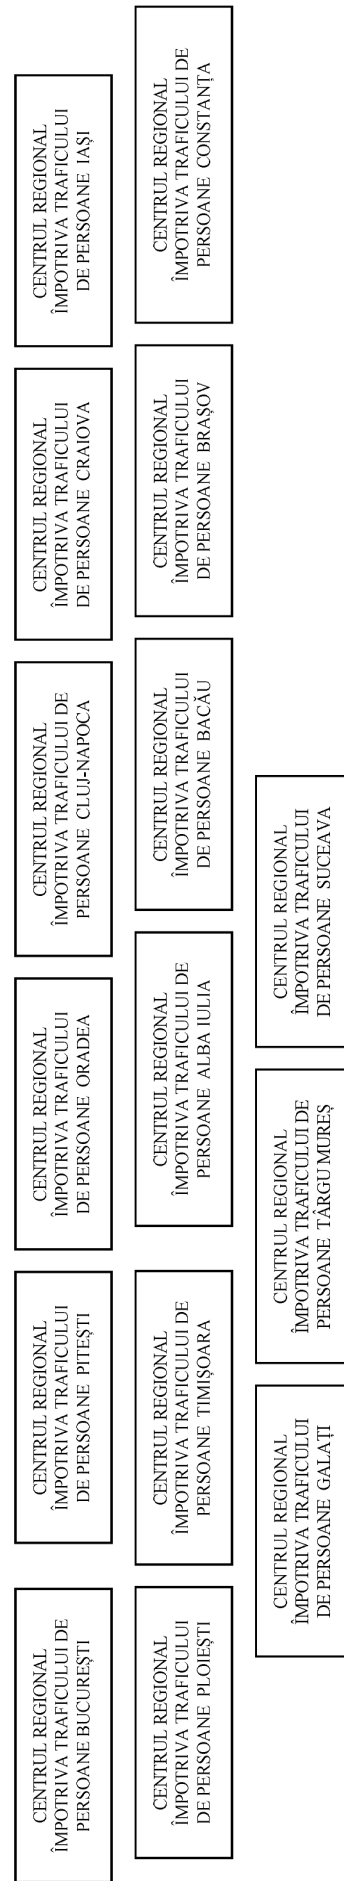 CENTRUL REGIONAL
ÎMPOTRIVA TRAFICULUI DE
PERSOANE BUCUREȘTI
CENTRUL REGIONAL
ÎMPOTRIVA TRAFICULUI
DE PERSOANE PITEȘTI
CENTRUL REGIONAL
ÎMPOTRIVA TRAFICULUI
DE PERSOANE ORADEA
CENTRUL REGIONAL
ÎMPOTRIVA TRAFICULUI DE
PERSOANE CLUJ-NAPOCA
CENTRUL REGIONAL
ÎMPOTRIVA TRAFICULUI
DE PERSOANE CRAIOVA
CENTRUL REGIONAL
ÎMPOTRIVA TRAFICULUI
DE PERSOANE IAȘI
CENTRUL REGIONAL
ÎMPOTRIVA TRAFICULUI
DE PERSOANE PLOIEȘTI
CENTRUL REGIONAL
ÎMPOTRIVA TRAFICULUI DE
PERSOANE TIMIȘOARA
CENTRUL REGIONAL
ÎMPOTRIVA TRAFICULUI DE
PERSOANE ALBA IULIA
CENTRUL REGIONAL
ÎMPOTRIVA TRAFICULUI
DE PERSOANE BACĂU
CENTRUL REGIONAL
ÎMPOTRIVA TRAFICULUI
DE PERSOANE BRAȘOV
CENTRUL REGIONAL
ÎMPOTRIVA TRAFICULUI DE
PERSOANE CONSTANȚA
CENTRUL REGIONAL
ÎMPOTRIVA TRAFICULUI
DE PERSOANE GALAȚI
CENTRUL REGIONAL
ÎMPOTRIVA TRAFICULUI DE
PERSOANE TÂRGU MUREȘ
CENTRUL REGIONAL
ÎMPOTRIVA TRAFICULUI
DE PERSOANE SUCEAVA